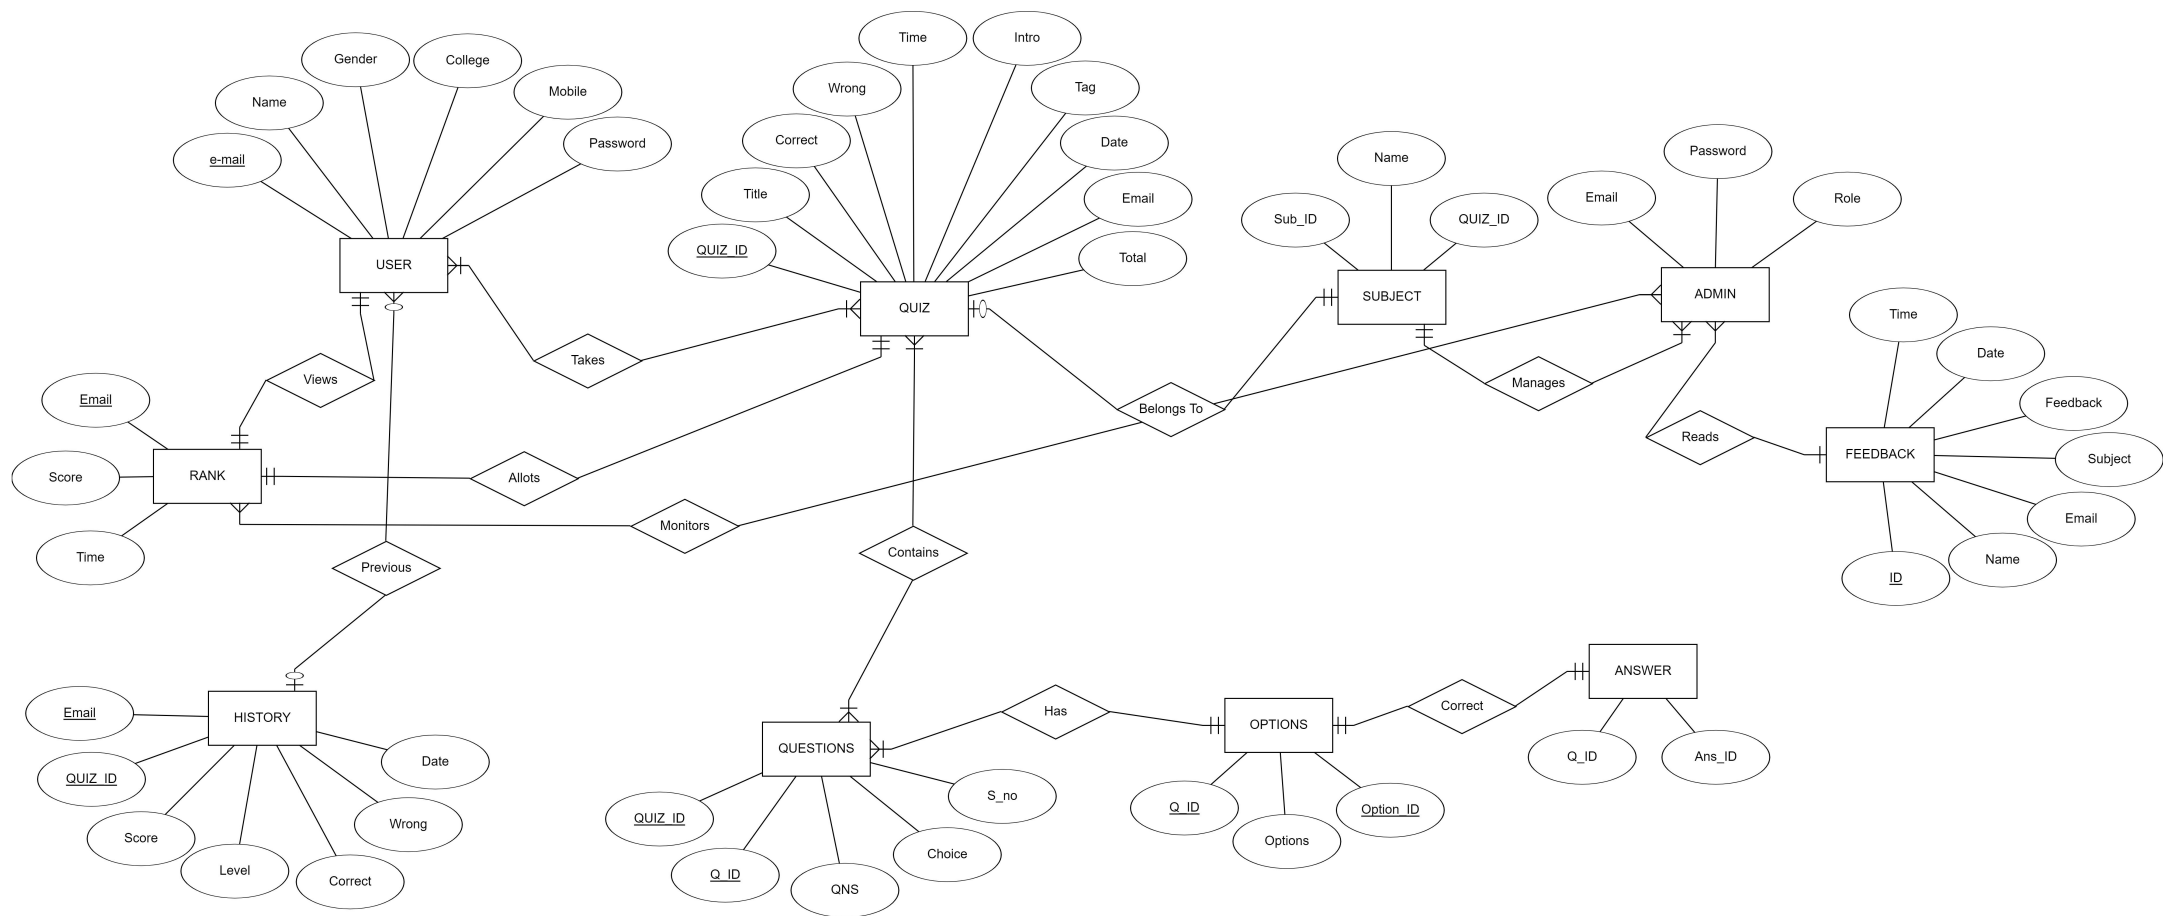 Time
Intro
Gender
College
Wrong
Tag
Name
Mobile
Correct
Date
Password
e-mail
Title
Email
QUIZ_ID
Total
USER
QUIZ
Name
Password
Sub_ID
QUIZ_ID
Email
Role
SUBJECT
ADMIN
Time
Date
Feedback
FEEDBACK
Subject
Email
Name
ID
Takes
Views
Belongs To
Manages
Reads
Email
Score
RANK
Time
Allots
Monitors
Previous
Contains
Email
HISTORY
QUIZ_ID
Date
Score
Level
Correct
Wrong
QUESTIONS
Has
OPTIONS
Correct
ANSWER
QUIZ_ID
Q_ID
QNS
Choice
S_no
Q_ID
Options
Option_ID
Q_ID
Ans_ID